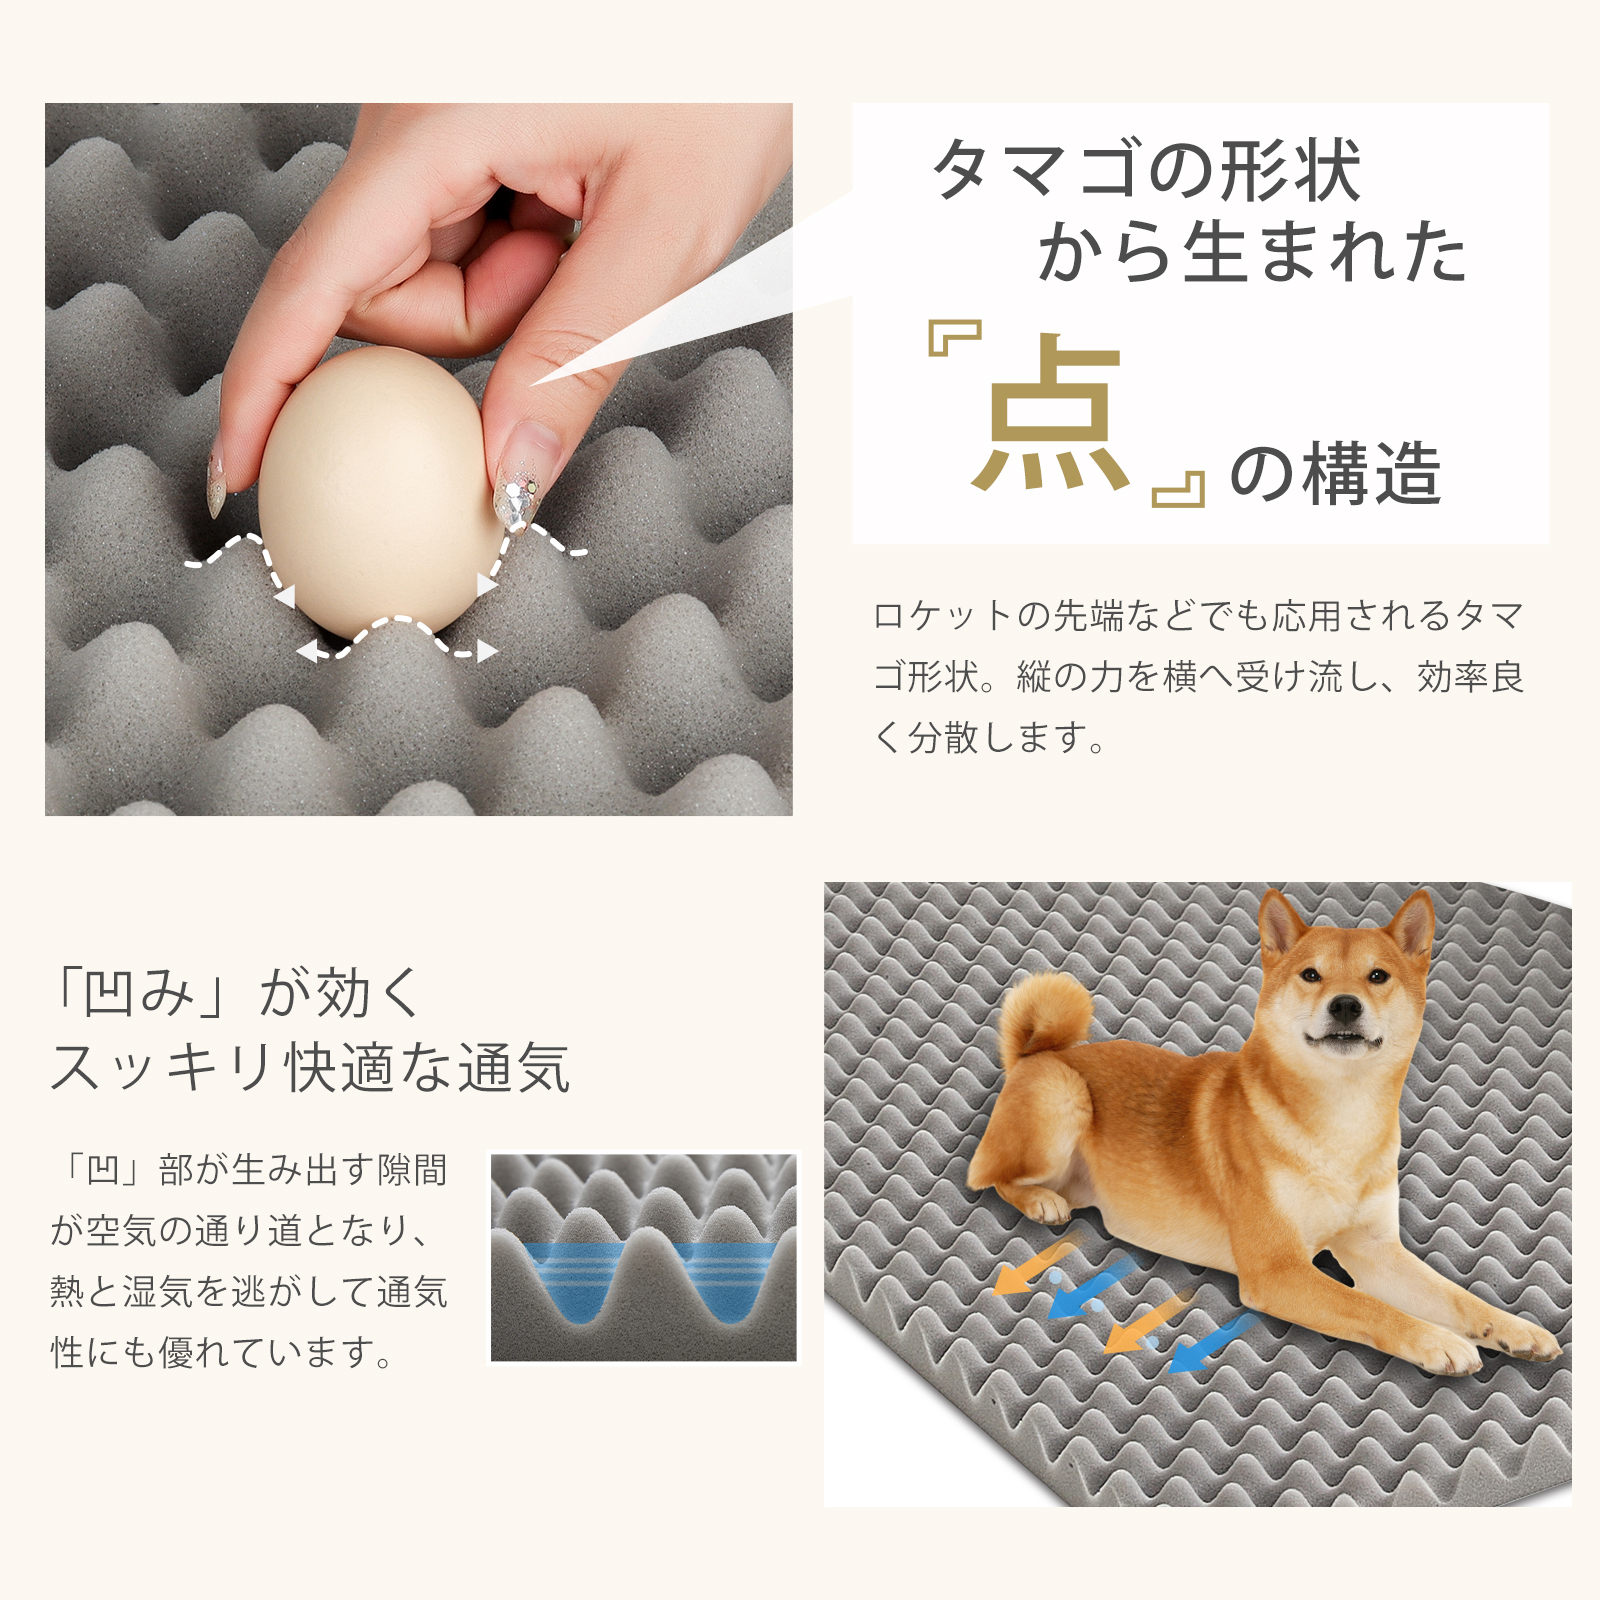 タマゴの形状
から生まれた
『点』の構造
ロケットの先端などでも応用されるタマ
ゴ形状。縦の力を横へ受け流し、効率良
く分散します。
「凹み」が効く
スッキリ快適な通気
「凹」部が生み出す隙間
が空気の通り道となり、
熱と湿気を逃がして通気
性にも優れています。